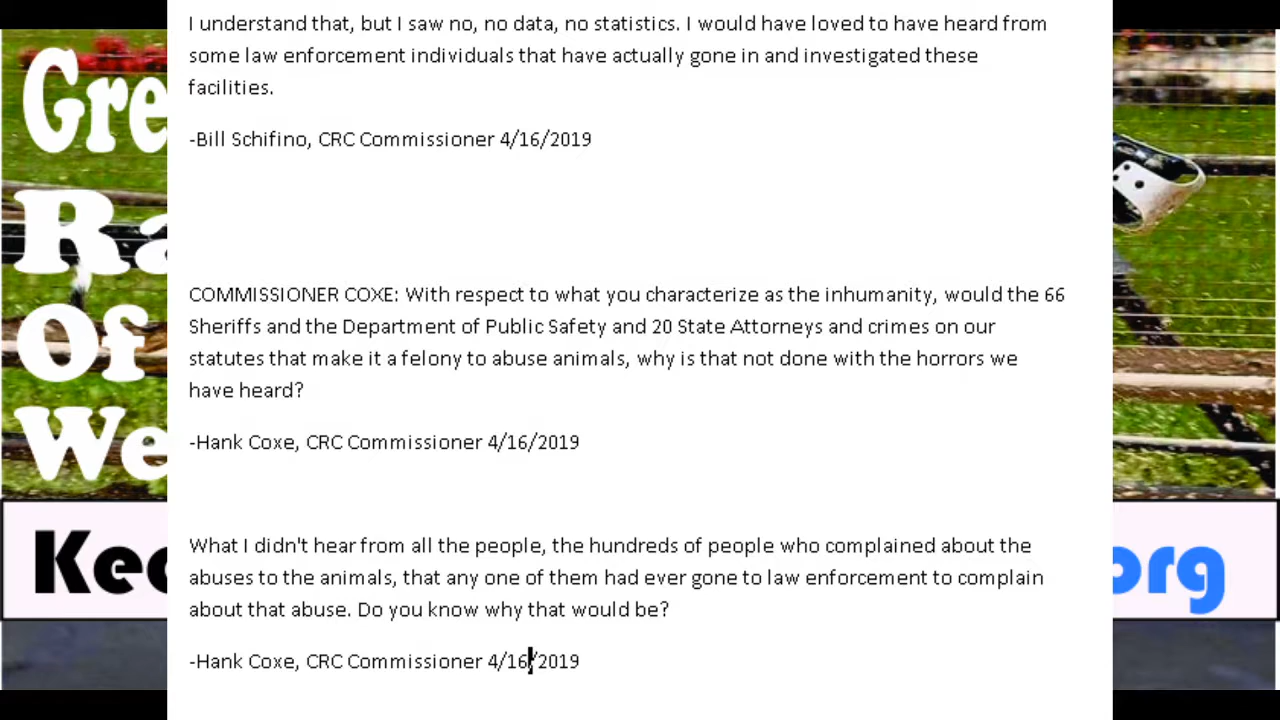 I understand that, but I saw no, no data, no statistics. I would have loved to have heard from
some law enforcement individuals that have actually gone in and investigated these
facilities.
-Bill Schifino, CRC Commissioner 4/16/2019
COMMISSIONER COXE: With respect to what you characterize as the inhumanity, would the 66
Sheriffs and the Department of Public Safety and 20 State Attorneys and crimes on our
statutes that make it a felony to abuse animals, why is that not done with the horrors we
have heard?
-Hank Coxe, CRC Commissioner 4/16/2019
What I didn't hear from all the people, the hundreds of people who complained about the
abuses to the animals, that any one of them had ever gone to law enforcement to complain
about that abuse. Do you know why that would be?
-Hank Coxe, CRC Commissioner 4/16/2019
Gre
Ra
Of
We
Kee
org